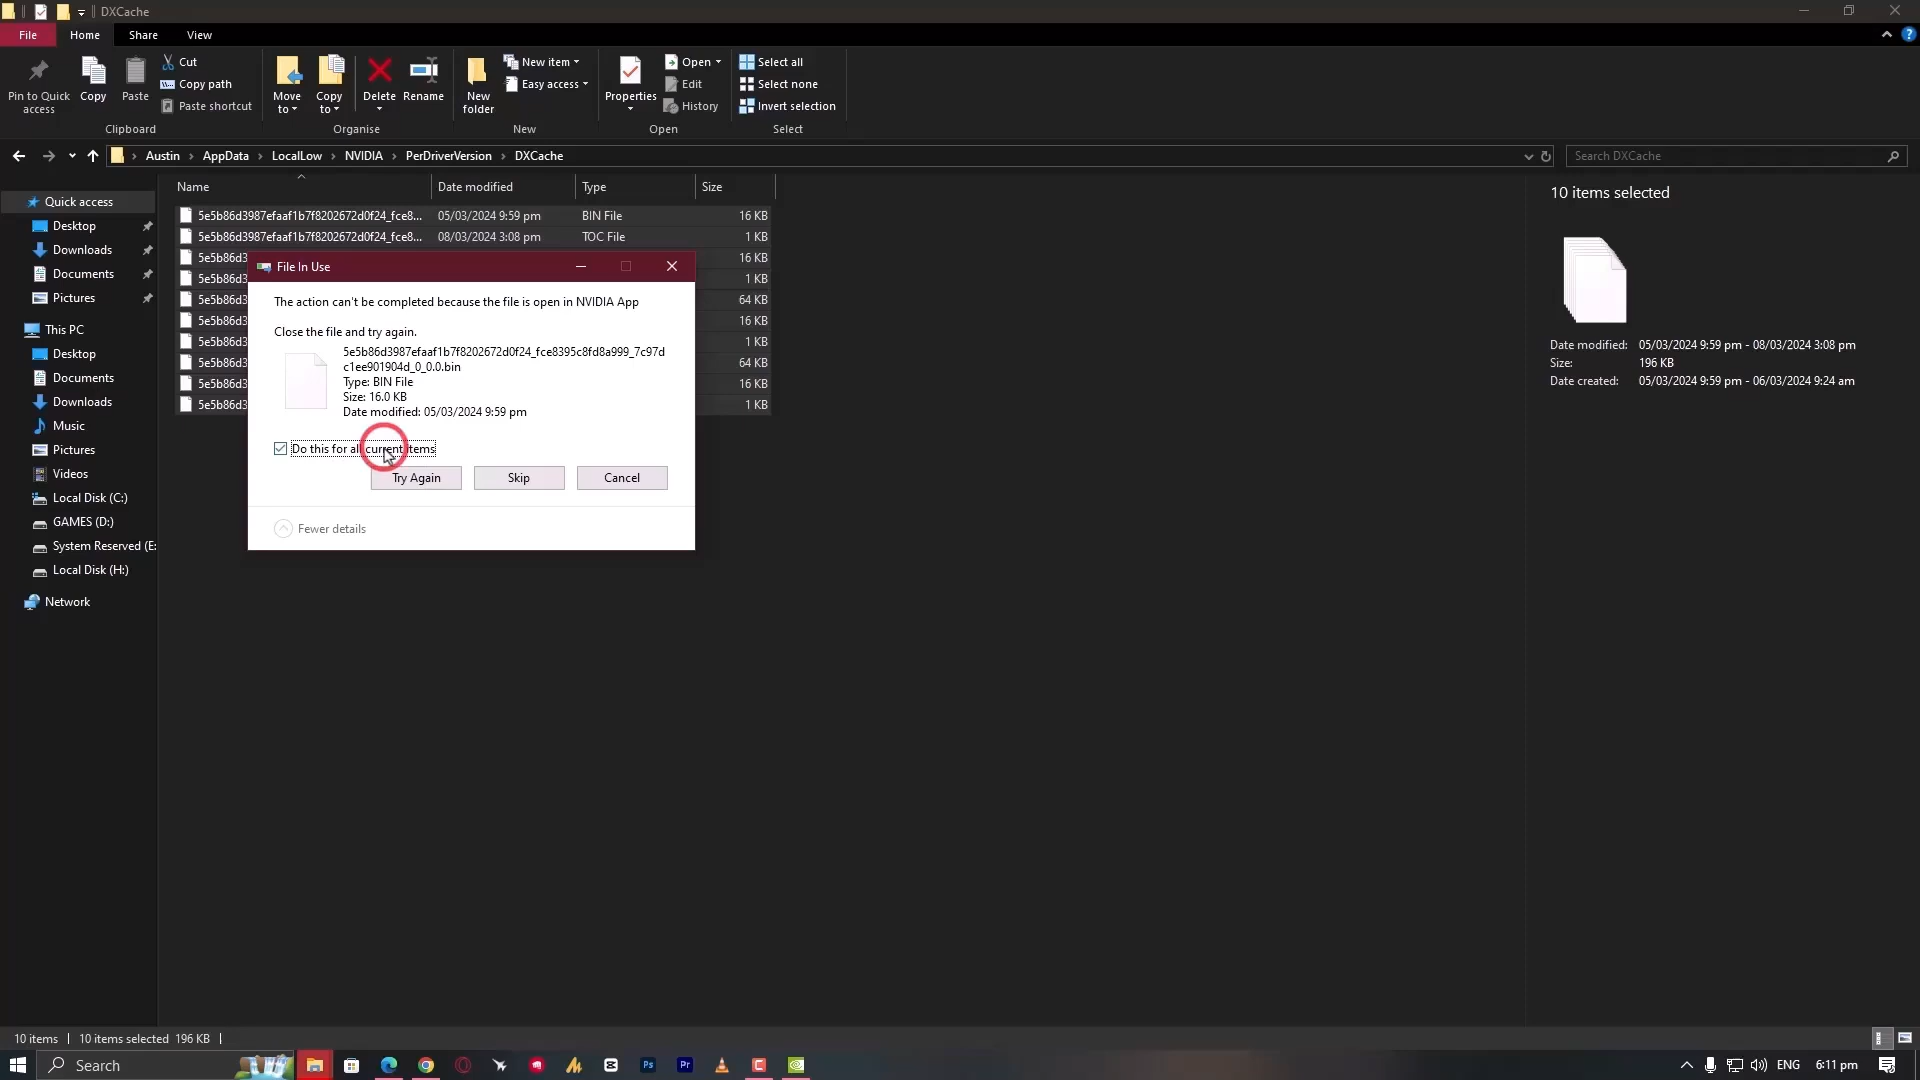 DXCache
File
Home
Share
View
Pin to Quick access
Copy
Paste
Cut
Copy path
Paste shortcut
Clipboard
Move to
Copy to
Delete
Rename
Organise
New folder
New item
Easy access
New
Properties
Open
Edit
History
Open
Select all
Select none
Invert selection
Select
Austin > AppData > LocalLow > NVIDIA > PerDriverVersion > DXCache
Search DXCache
Name Date modified Type Size
5e5b86d3987efaaf1b7f8202672d0f24_fce8... 05/03/2024 9:59 pm BIN File 16 KB
5e5b86d3987efaaf1b7f8202672d0f24_fce8... 08/03/2024 3:08 pm TOC File 1 KB
5e5b86d3 16 KB
5e5b86d3 1 KB
5e5b86d3 64 KB
5e5b86d3 16 KB
5e5b86d3 1 KB
5e5b86d3 64 KB
5e5b86d3 16 KB
5e5b86d3 1 KB
Quick access
Desktop
Downloads
Documents
Pictures
This PC
Desktop
Documents
Downloads
Music
Pictures
Videos
Local Disk (C:)
GAMES (D:)
System Reserved (E:
Local Disk (H:)
Network
File In Use
The action can't be completed because the file is open in NVIDIA App
Close the file and try again.
5e5b86d3987efaaf1b7f8202672d0f24_fce8395c8fd8a999_7c97d
c1ee901904d_0_0.0.bin
Type: BIN File
Size: 16.0 KB
Date modified: 05/03/2024 9:59 pm
Do this for all current items
Try Again
Skip
Cancel
Fewer details
10 items selected
Date modified: 05/03/2024 9:59 pm - 08/03/2024 3:08 pm
Size: 196 KB
Date created: 05/03/2024 9:59 pm - 06/03/2024 9:24 am
10 items
10 items selected 196 KB
Search
Ps
Pr
ENG
6:11 pm